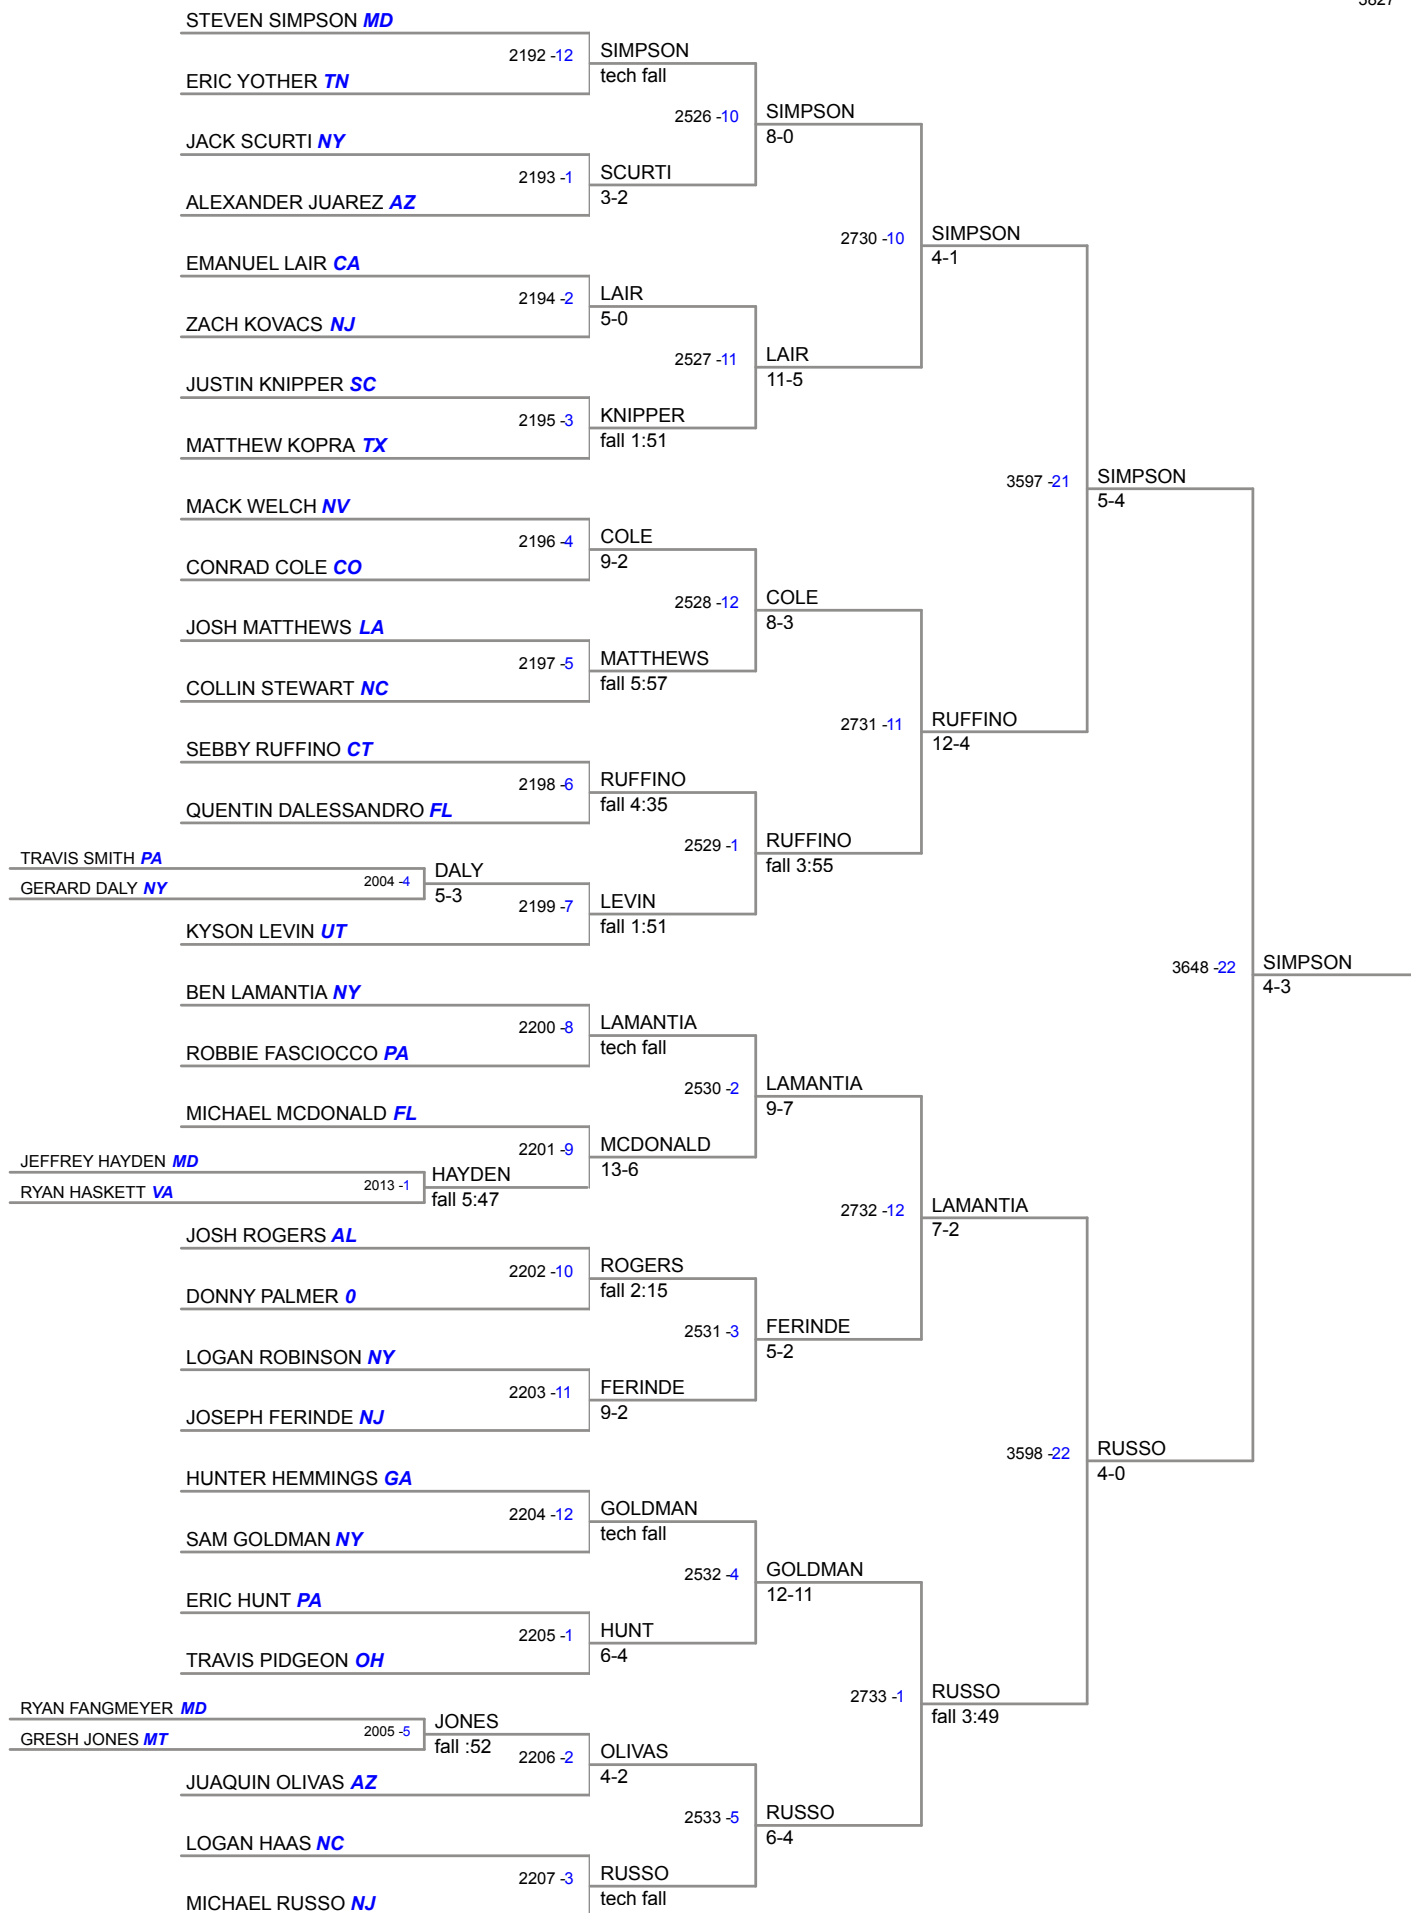 3827
STEVEN SIMPSON MD
2192 -12
SIMPSON
tech fall
ERIC YOTHER TN
2526 -10
SIMPSON
8-0
JACK SCURTI NY
2193 -1
SCURTI
3-2
ALEXANDER JUAREZ AZ
2730 -10
SIMPSON
4-1
EMANUEL LAIR CA
2194 -2
LAIR
5-0
ZACH KOVACS NJ
2527 -11
LAIR
11-5
JUSTIN KNIPPER SC
2195 -3
KNIPPER
fall 1:51
MATTHEW KOPRA TX
3597 -21
SIMPSON
5-4
MACK WELCH NV
2196 -4
COLE
9-2
CONRAD COLE CO
2528 -12
COLE
8-3
JOSH MATTHEWS LA
2197 -5
MATTHEWS
fall 5:57
COLLIN STEWART NC
2731 -11
RUFFINO
12-4
SEBBY RUFFINO CT
2198 -6
RUFFINO
fall 4:35
QUENTIN DALESSANDRO FL
2529 -1
RUFFINO
fall 3:55
TRAVIS SMITH PA
2004 -4
DALY
5-3
GERARD DALY NY
2199 -7
LEVIN
fall 1:51
KYSON LEVIN UT
3648 -22
SIMPSON
4-3
BEN LAMANTIA NY
2200 -8
LAMANTIA
tech fall
ROBBIE FASCIOCCO PA
2530 -2
LAMANTIA
9-7
MICHAEL MCDONALD FL
2201 -9
MCDONALD
13-6
JEFFREY HAYDEN MD
2013 -1
HAYDEN
fall 5:47
RYAN HASKETT VA
2732 -12
LAMANTIA
7-2
JOSH ROGERS AL
2202 -10
ROGERS
fall 2:15
DONNY PALMER 0
2531 -3
FERINDE
5-2
LOGAN ROBINSON NY
2203 -11
FERINDE
9-2
JOSEPH FERINDE NJ
3598 -22
RUSSO
4-0
HUNTER HEMMINGS GA
2204 -12
GOLDMAN
tech fall
SAM GOLDMAN NY
2532 -4
GOLDMAN
12-11
ERIC HUNT PA
2205 -1
HUNT
6-4
TRAVIS PIDGEON OH
2733 -1
RUSSO
fall 3:49
RYAN FANGMEYER MD
2005 -5
JONES
fall :52
GRESH JONES MT
2206 -2
OLIVAS
4-2
JUAQUIN OLIVAS AZ
2533 -5
RUSSO
6-4
LOGAN HAAS NC
2207 -3
RUSSO
tech fall
MICHAEL RUSSO NJ